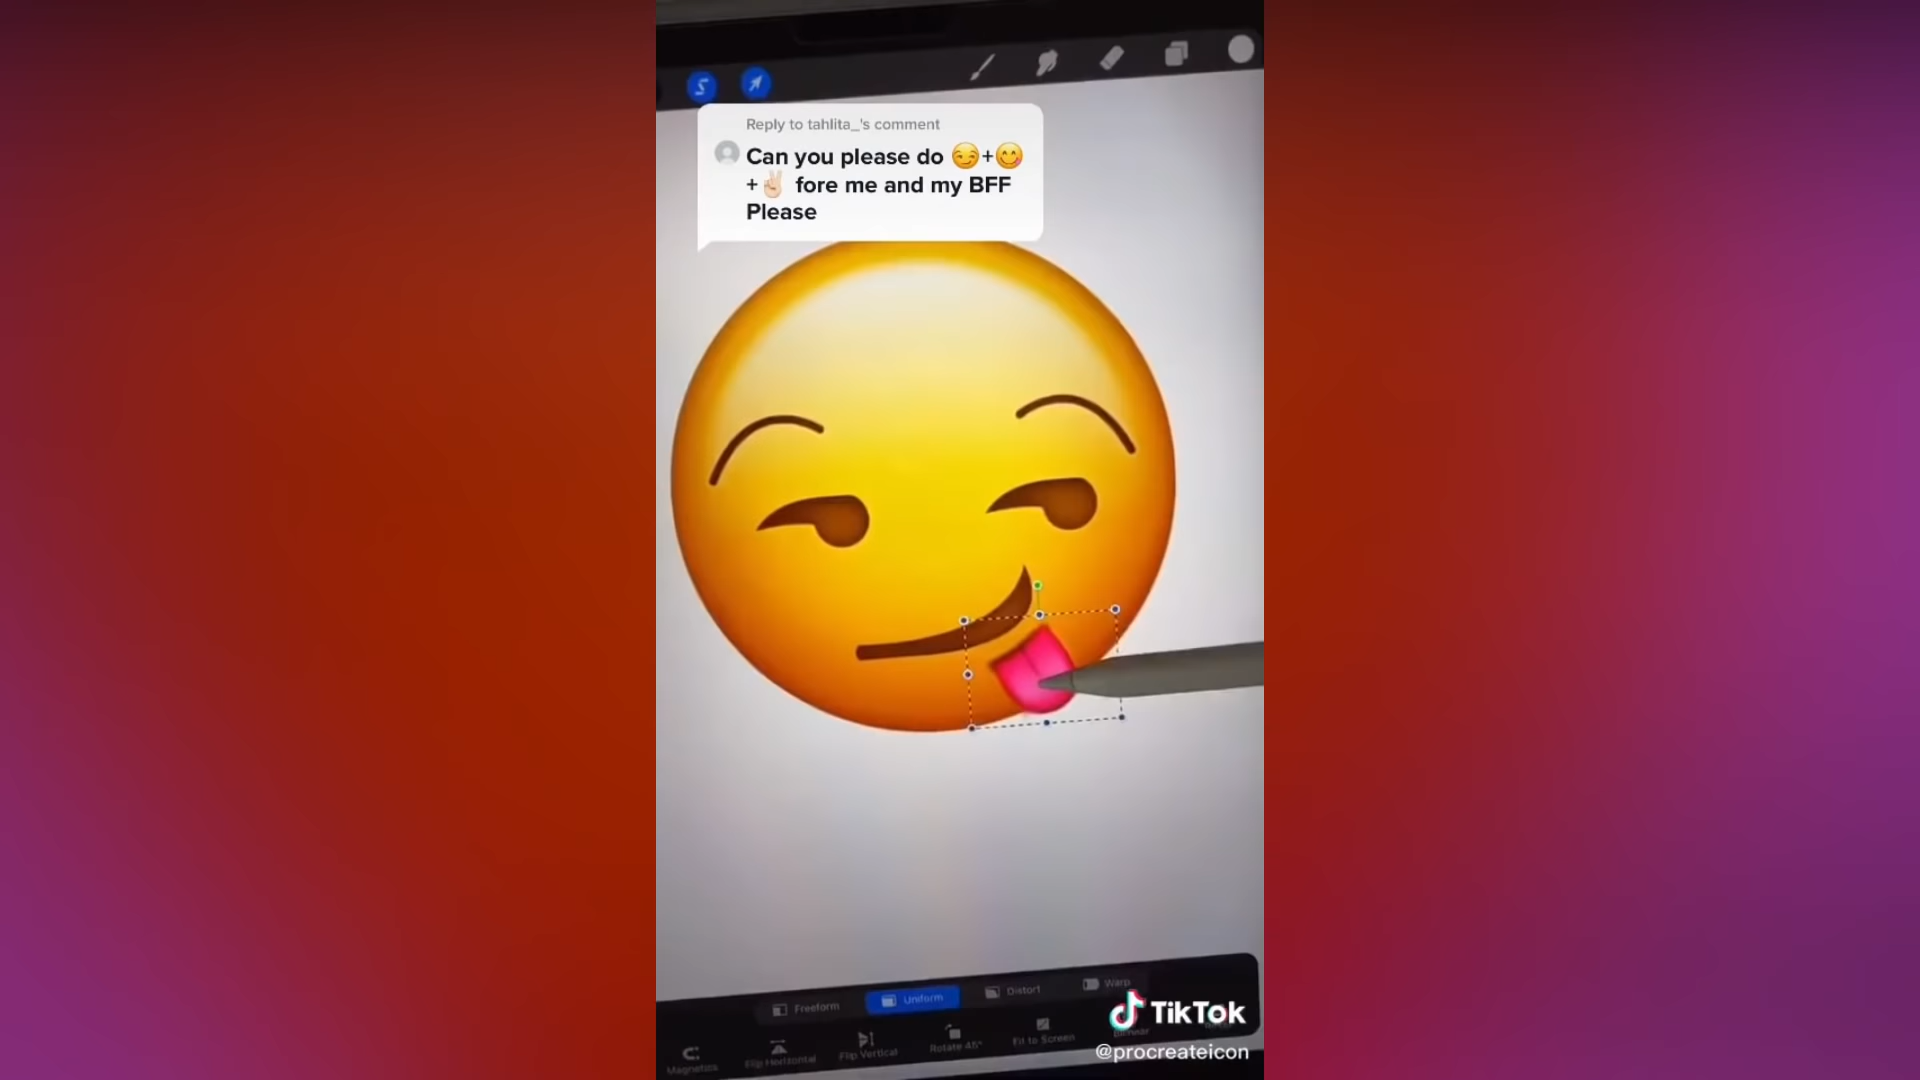 Reply to tahlita_'s comment
Can you please do 😏+😋
+✌🏻 fore me and my BFF
Please
Freeform
Uniform
Distort
Warp
Magnetics
Flip Horizontal
Flip Vertical
Rotate 45°
Fit to Screen
TikTok
@procreateicon